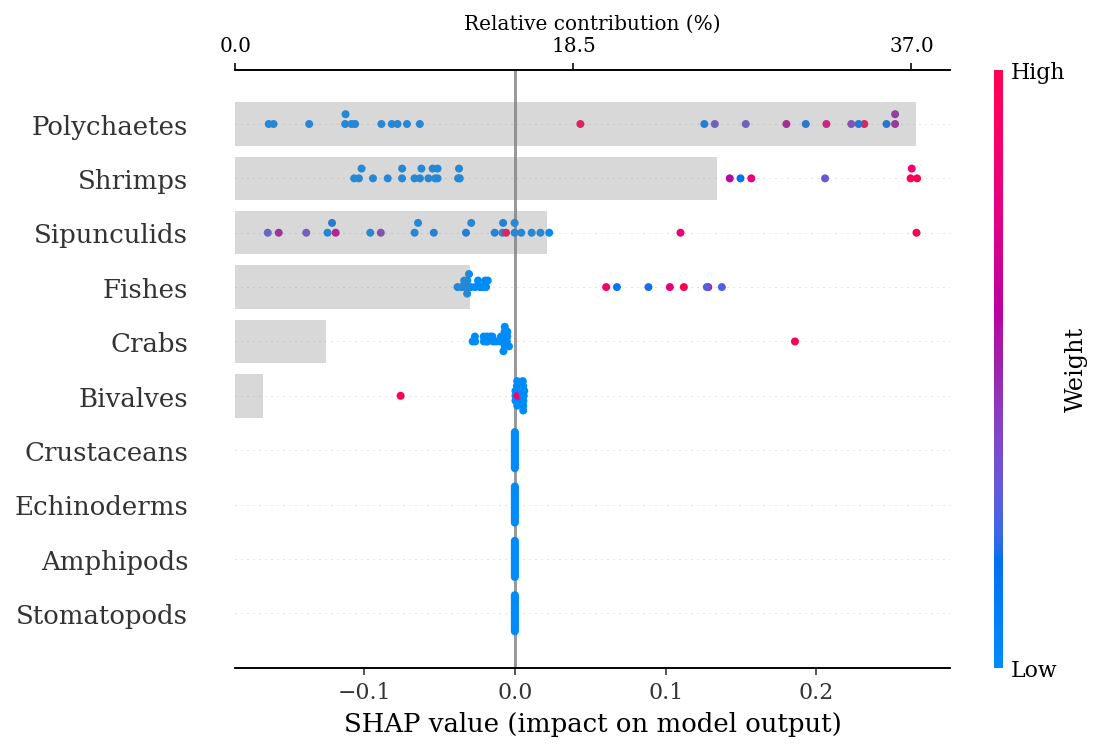 Relative contribution (%)
0.0 18.5 37.0
High
Polychaetes
Shrimps
Sipunculids
Fishes
Crabs
Bivalves
Crustaceans
Echinoderms
Amphipods
Stomatopods
Weight
Low
−0.1 0.0 0.1 0.2
SHAP value (impact on model output)